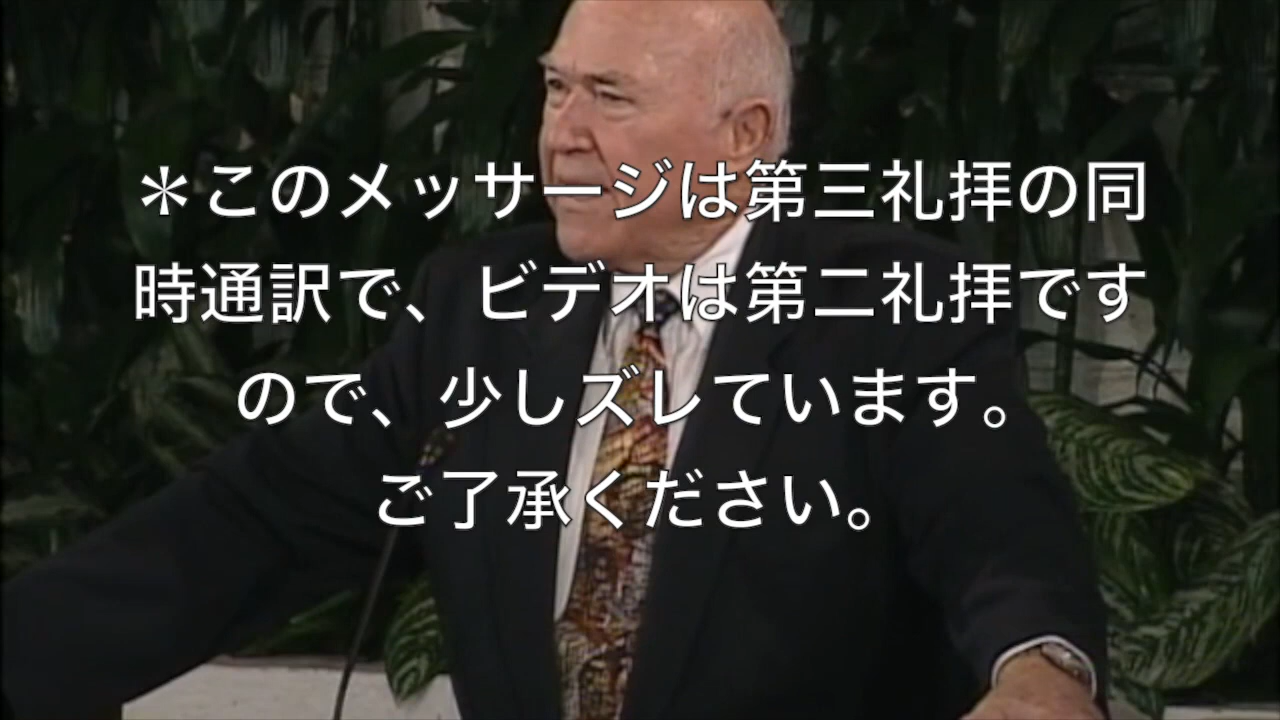 ＊このメッサージは第三礼拝の同
時通訳で、ビデオは第二礼拝です
ので、少しズレています。
ご了承ください。